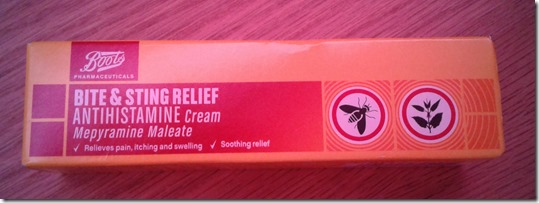 Boots
PHARMACEUTICALS
BITE & STING RELIEF
ANTIHISTAMINE Cream
Mepyramine Maleate
✓ Relieves pain, itching and swelling ✓ Soothing relief